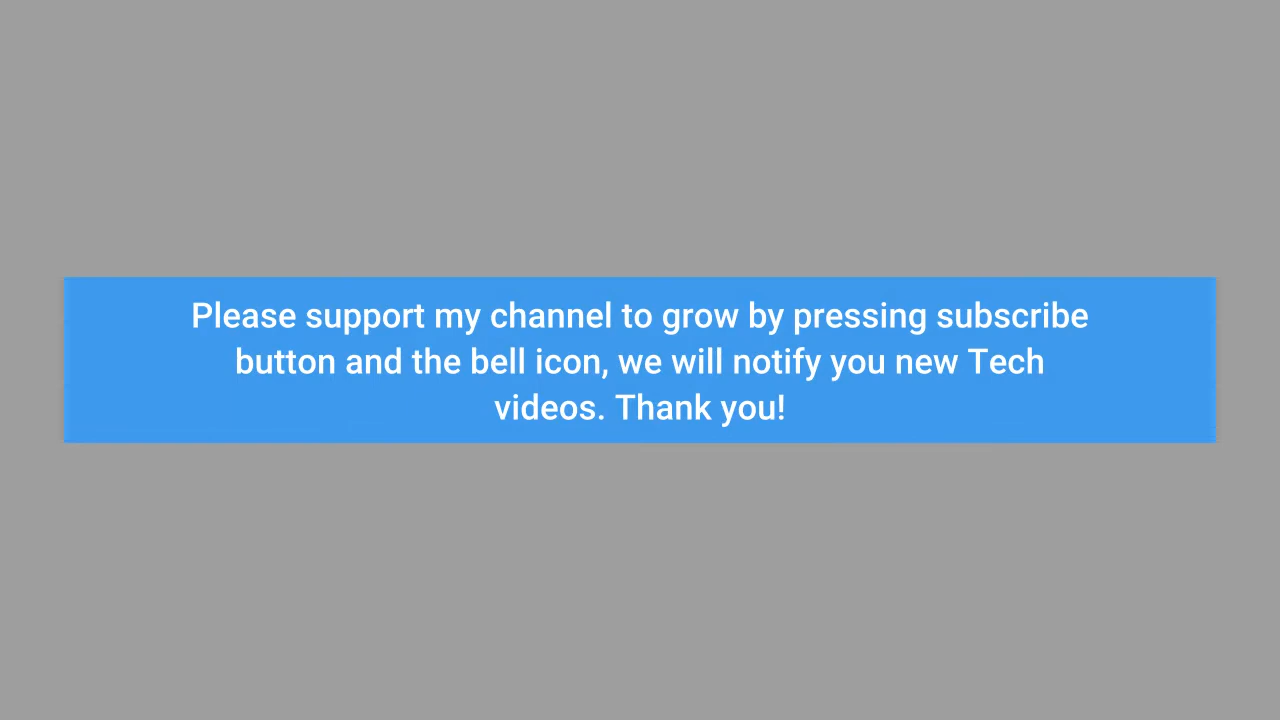 Please support my channel to grow by pressing subscribe
button and the bell icon, we will notify you new Tech
videos. Thank you!